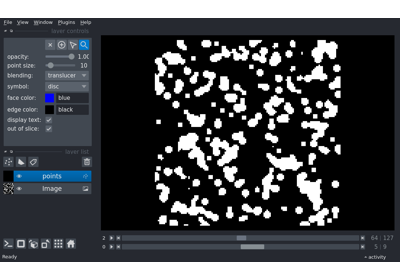 File View Window Plugins Help
layer controls
opacity: 1.00
point size: 10
blending: translucer
symbol: disc
face color: blue
edge color: black
display text:
out of slice:
layer list
points
Image
2 64 127
0 5 9
Ready activity